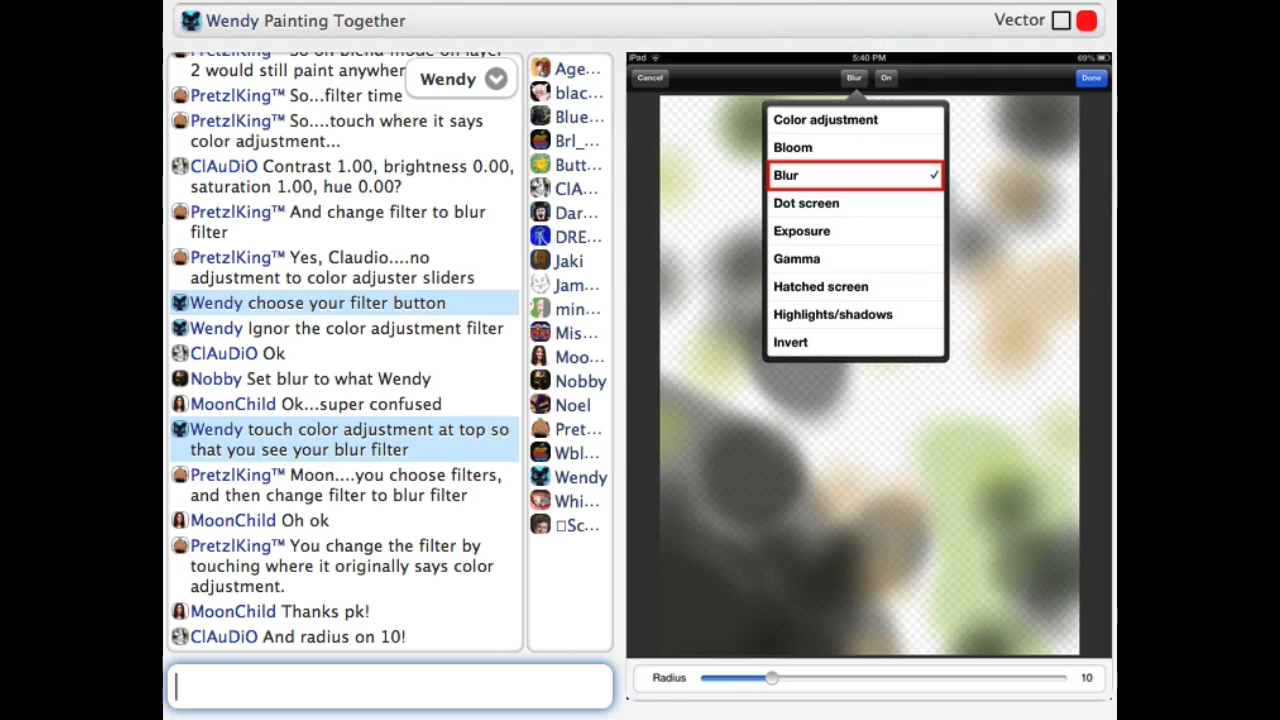 Wendy Painting Together
Vector
2 would still paint anywher
Wendy
PretzlKing™ So...filter time
PretzlKing™ So....touch where it says
color adjustment...
ClAuDiO Contrast 1.00, brightness 0.00,
saturation 1.00, hue 0.00?
PretzlKing™ And change filter to blur
filter
PretzlKing™ Yes, Claudio....no
adjustment to color adjuster sliders
Wendy choose your filter button
Wendy Ignor the color adjustment filter
ClAuDiO Ok
Nobby Set blur to what Wendy
MoonChild Ok...super confused
Wendy touch color adjustment at top so
that you see your blur filter
PretzlKing™ Moon....you choose filters,
and then change filter to blur filter
MoonChild Oh ok
PretzlKing™ You change the filter by
touching where it originally says color
adjustment.
MoonChild Thanks pk!
ClAuDiO And radius on 10!
Age...
blac...
Blue...
Brl_...
Butt...
ClA...
Dar...
DRE...
Jaki
Jam...
min...
Mis...
Moo...
Nobby
Noel
Pret...
Wbl...
Wendy
Whi...
Sc...
iPad
5:40 PM
69%
Cancel
Blur
On
Done
Color adjustment
Bloom
Blur
Dot screen
Exposure
Gamma
Hatched screen
Highlights/shadows
Invert
Radius
10